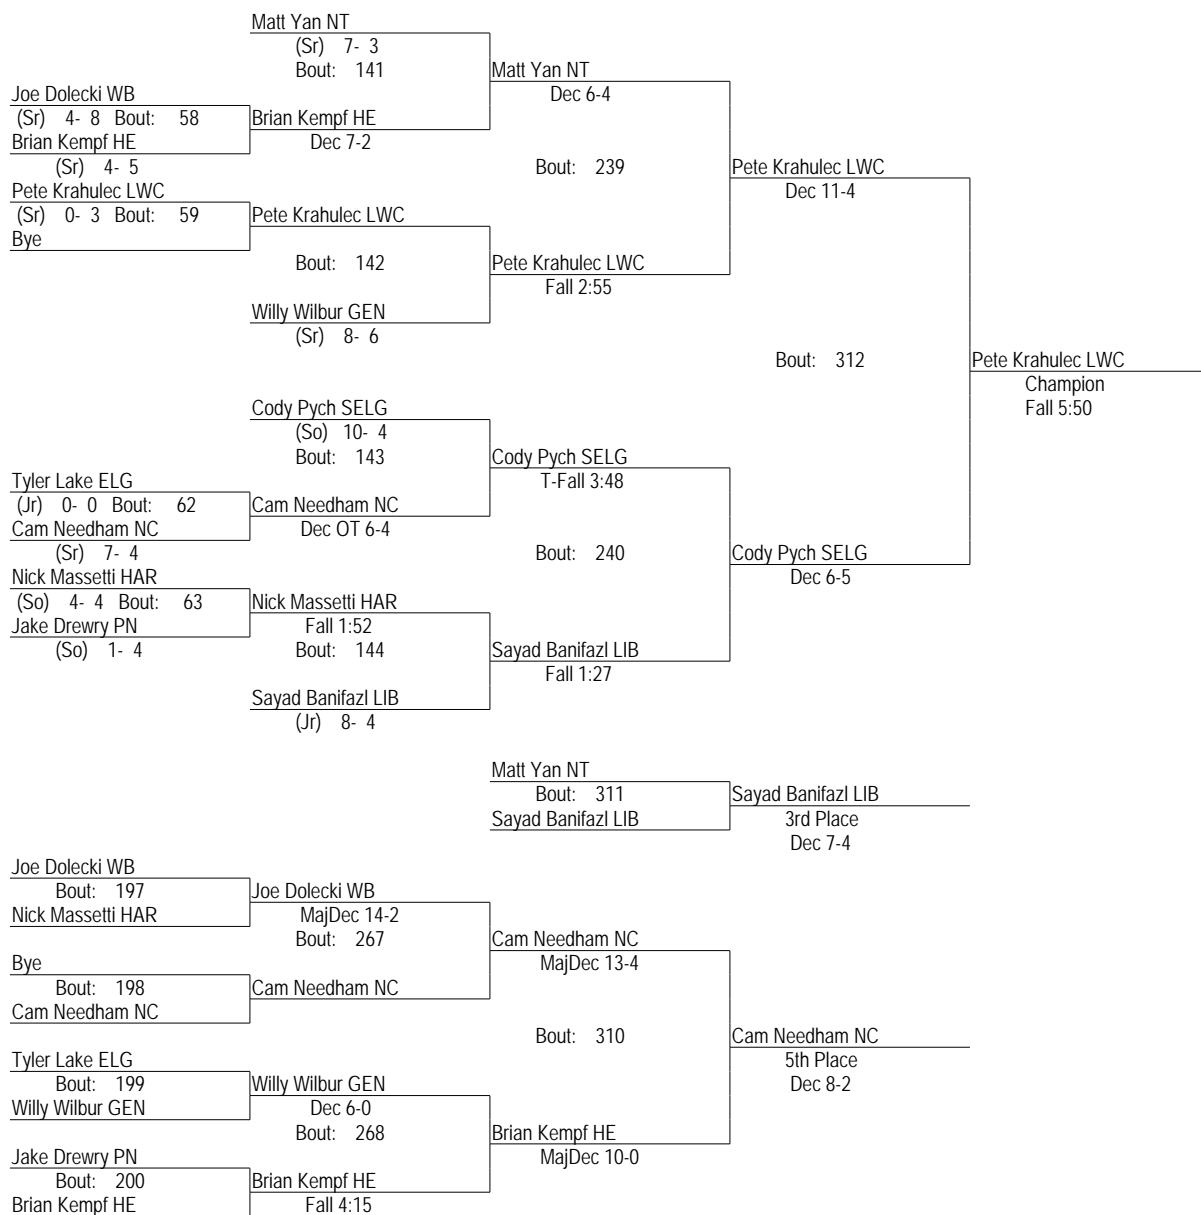 Matt Yan NT
(Sr) 7- 3
Bout: 141
Matt Yan NT
Joe Dolecki WB
Dec 6-4
(Sr) 4- 8 Bout: 58
Brian Kempf HE
Brian Kempf HE
Dec 7-2
(Sr) 4- 5
Bout: 239
Pete Krahulec LWC
Pete Krahulec LWC
Dec 11-4
(Sr) 0- 3 Bout: 59
Pete Krahulec LWC
Bye
Bout: 142
Pete Krahulec LWC
Fall 2:55
Willy Wilbur GEN
(Sr) 8- 6
Bout: 312
Pete Krahulec LWC
Champion
Fall 5:50
Cody Pych SELG
(So) 10- 4
Bout: 143
Cody Pych SELG
T-Fall 3:48
Tyler Lake ELG
(Jr) 0- 0 Bout: 62
Cam Needham NC
Cam Needham NC
Dec OT 6-4
(Sr) 7- 4
Bout: 240
Cody Pych SELG
Dec 6-5
Nick Massetti HAR
(So) 4- 4 Bout: 63
Nick Massetti HAR
Jake Drewry PN
Fall 1:52
(So) 1- 4
Bout: 144
Sayad Banifazl LIB
Fall 1:27
Sayad Banifazl LIB
(Jr) 8- 4
Matt Yan NT
Bout: 311
Sayad Banifazl LIB
Sayad Banifazl LIB
3rd Place
Dec 7-4
Joe Dolecki WB
Bout: 197
Joe Dolecki WB
Nick Massetti HAR
MajDec 14-2
Bout: 267
Cam Needham NC
MajDec 13-4
Bye
Bout: 198
Cam Needham NC
Cam Needham NC
Bout: 310
Cam Needham NC
5th Place
Dec 8-2
Tyler Lake ELG
Bout: 199
Willy Wilbur GEN
Willy Wilbur GEN
Dec 6-0
Bout: 268
Brian Kempf HE
MajDec 10-0
Jake Drewry PN
Bout: 200
Brian Kempf HE
Brian Kempf HE
Fall 4:15